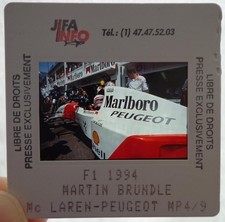 JIFA
INFO
Tél.: (1) 47.47.52.03
LIBRE DE DROITS
PRESSE EXCLUSIVEMENT
Marlboro
Marlboro
PEUGEOT
LIBRE DE DROITS
PRESSE EXCLUSIVEMENT
F1 1994
MARTIN BRUNDLE
Mc LAREN-PEUGEOT MP4/9